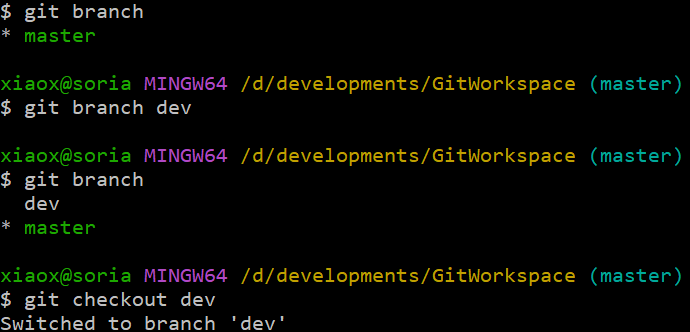 $ git branch
* master
xiaox@soria MINGW64 /d/developments/GitWorkspace (master)
$ git branch dev
xiaox@soria MINGW64 /d/developments/GitWorkspace (master)
$ git branch
  dev
* master
xiaox@soria MINGW64 /d/developments/GitWorkspace (master)
$ git checkout dev
Switched to branch 'dev'